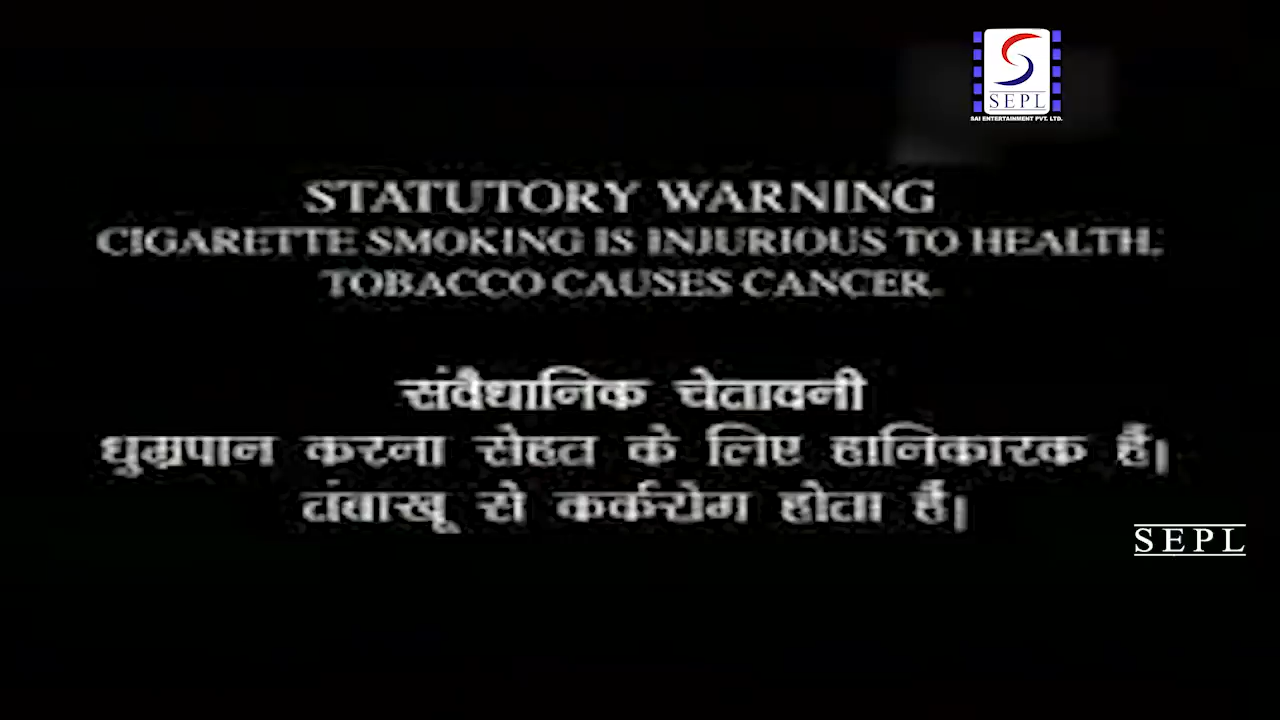 SEPL
SAI ENTERTAINMENT PVT. LTD.
STATUTORY WARNING
CIGARETTE SMOKING IS INJURIOUS TO HEALTH.
TOBACCO CAUSES CANCER.
संवैधानिक चेतावनी
धुम्रपान करना सेहत के लिए हानिकारक हैं।
तंबाखू से कर्करोग होता हैं।
SEPL